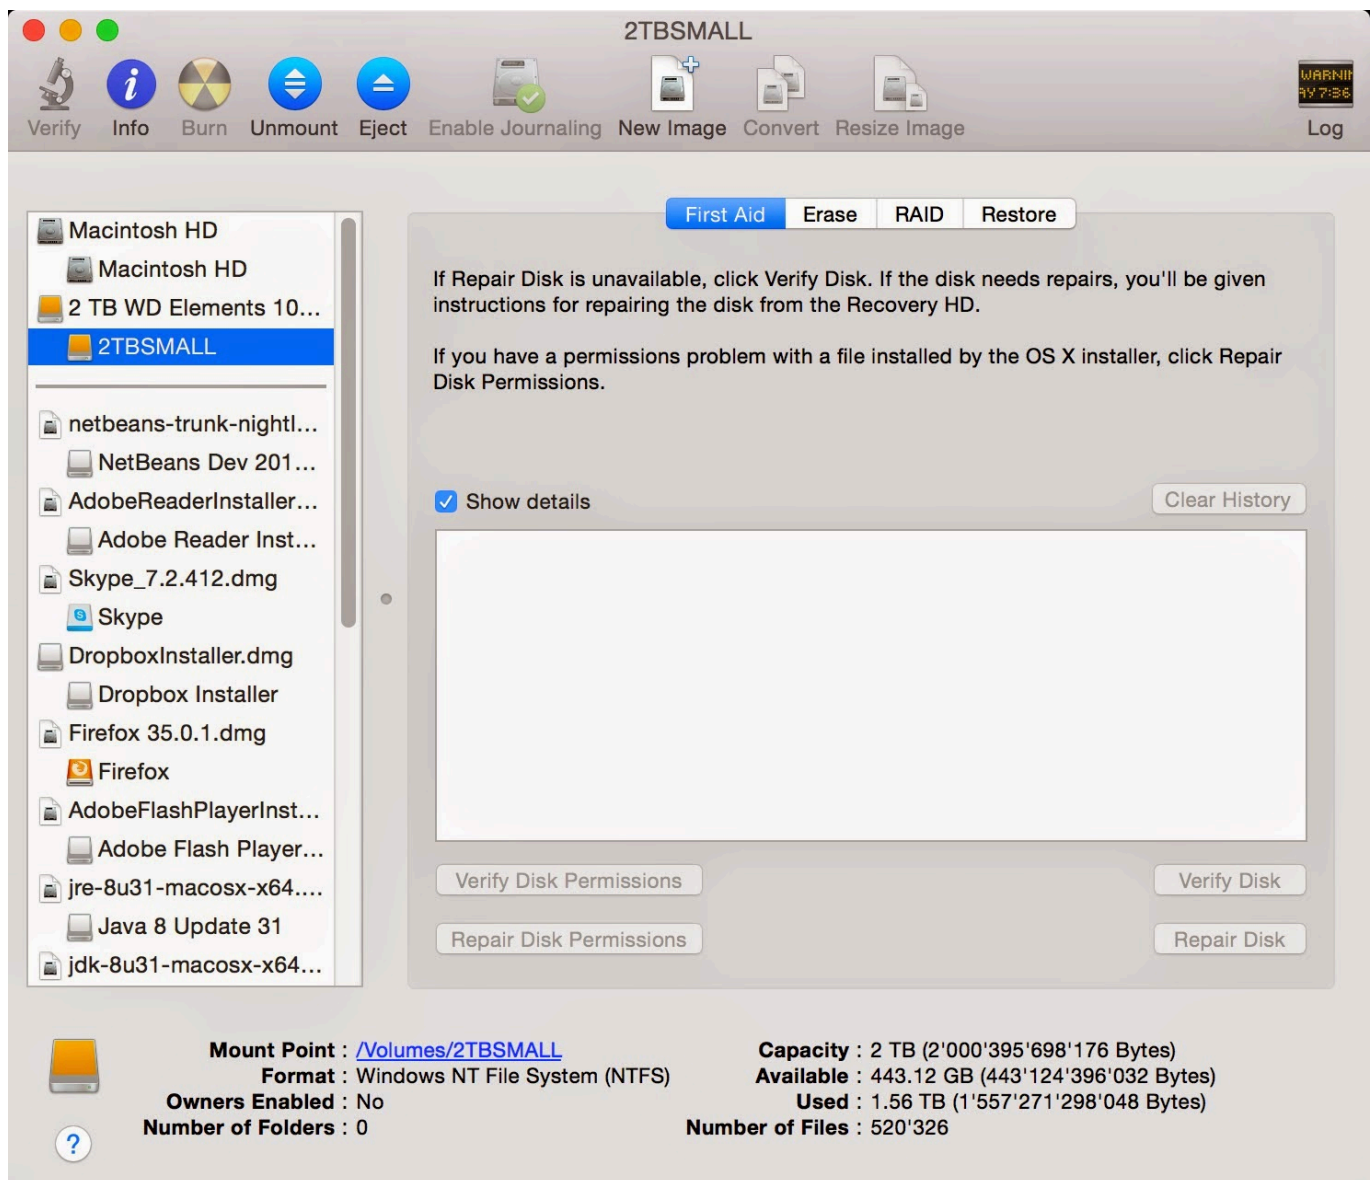 2TBSMALL
Verify
Info
Burn
Unmount
Eject
Enable Journaling
New Image
Convert
Resize Image
WARNIN
AY 7:36
Log
Macintosh HD
Macintosh HD
2 TB WD Elements 10...
2TBSMALL
netbeans-trunk-nightl...
NetBeans Dev 201...
AdobeReaderInstaller...
Adobe Reader Inst...
Skype_7.2.412.dmg
Skype
DropboxInstaller.dmg
Dropbox Installer
Firefox 35.0.1.dmg
Firefox
AdobeFlashPlayerInst...
Adobe Flash Player...
jre-8u31-macosx-x64....
Java 8 Update 31
jdk-8u31-macosx-x64...
First Aid
Erase
RAID
Restore
If Repair Disk is unavailable, click Verify Disk. If the disk needs repairs, you'll be given
instructions for repairing the disk from the Recovery HD.
If you have a permissions problem with a file installed by the OS X installer, click Repair
Disk Permissions.
Show details
Clear History
Verify Disk Permissions
Verify Disk
Repair Disk Permissions
Repair Disk
Mount Point : /Volumes/2TBSMALL
Format : Windows NT File System (NTFS)
Owners Enabled : No
Number of Folders : 0
Capacity : 2 TB (2'000'395'698'176 Bytes)
Available : 443.12 GB (443'124'396'032 Bytes)
Used : 1.56 TB (1'557'271'298'048 Bytes)
Number of Files : 520'326
?